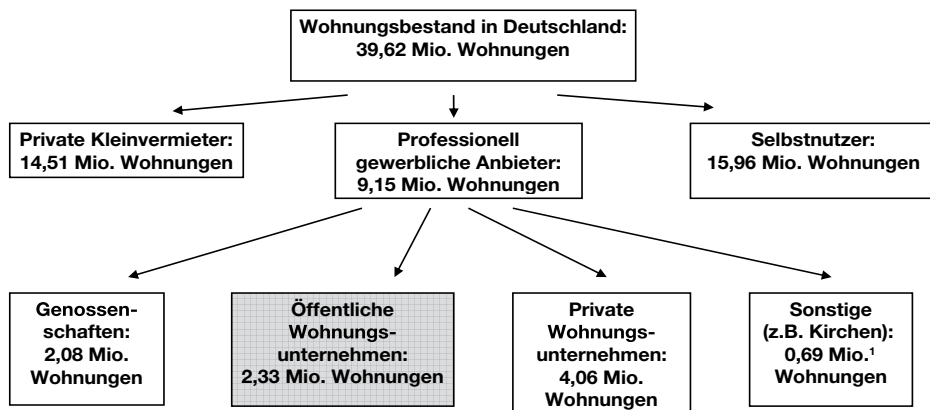 Wohnungsbestand in Deutschland:
39,62 Mio. Wohnungen
Private Kleinvermieter:
14,51 Mio. Wohnungen
Professionell
gewerbliche Anbieter:
9,15 Mio. Wohnungen
Selbstnutzer:
15,96 Mio. Wohnungen
Genossen-
schaften:
2,08 Mio.
Wohnungen
Öffentliche
Wohnungs-
unternehmen:
2,33 Mio. Wohnungen
Private
Wohnungs-
unternehmen:
4,06 Mio.
Wohnungen
Sonstige
(z.B. Kirchen):
0,69 Mio.¹
Wohnungen